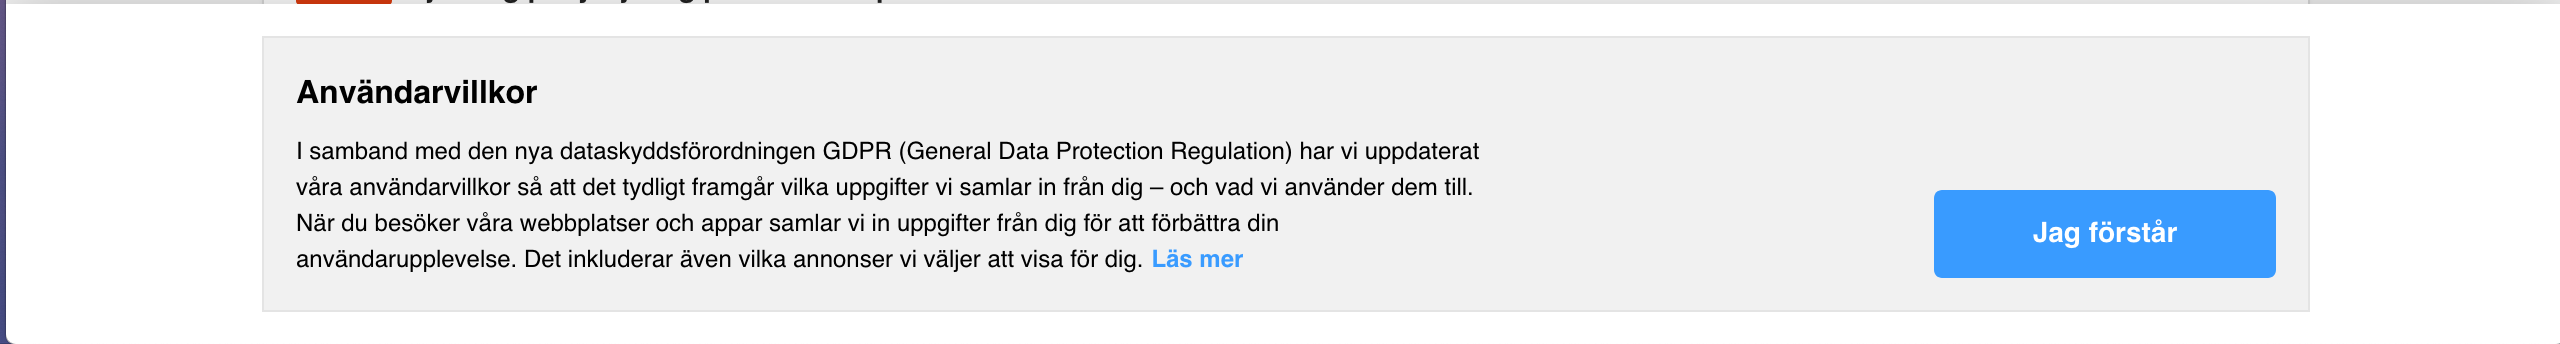 Användarvillkor
I samband med den nya dataskyddsförordningen GDPR (General Data Protection Regulation) har vi uppdaterat
våra användarvillkor så att det tydligt framgår vilka uppgifter vi samlar in från dig – och vad vi använder dem till.
När du besöker våra webbplatser och appar samlar vi in uppgifter från dig för att förbättra din
användarupplevelse. Det inkluderar även vilka annonser vi väljer att visa för dig. Läs mer
Jag förstår